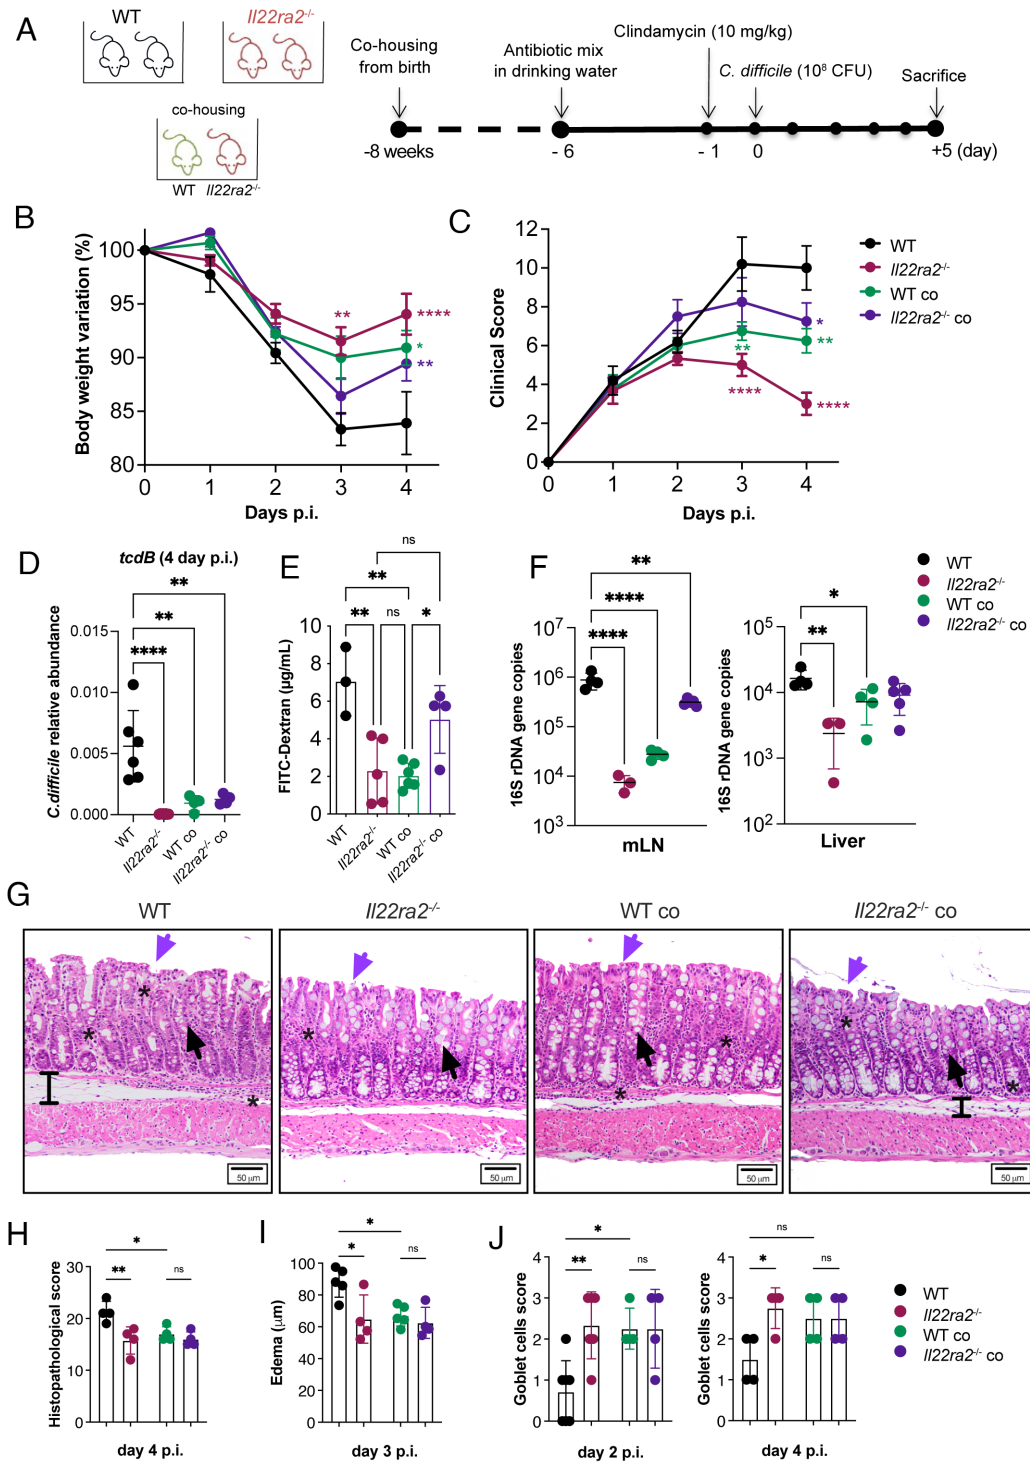 A
WT
Il22ra2-/-
co-housing
WT Il22ra2-/-
Co-housing
from birth
Antibiotic mix
in drinking water
Clindamycin (10 mg/kg)
C. difficile (10⁸ CFU)
Sacrifice
-8 weeks
- 6
- 1
0
+5 (day)
B
Body weight variation (%)
100
95
90
85
80
0 1 2 3 4
Days p.i.
**
****
*
**
C
Clinical Score
12
10
8
6
4
2
0
0 1 2 3 4
Days p.i.
*
**
**
****
****
WT
Il22ra2-/-
WT co
Il22ra2-/- co
D
tcdB (4 day p.i.)
**
**
****
C.difficile relative abundance
0.015
0.010
0.005
0.000
WT
Il22ra2-/-
WT co
Il22ra2-/- co
E
ns
**
** ns *
FITC-Dextran (µg/mL)
10
8
6
4
2
0
WT
Il22ra2-/-
WT co
Il22ra2-/- co
F
**
****
****
16S rDNA gene copies
10⁷
10⁶
10⁵
10⁴
10³
mLN
*
**
16S rDNA gene copies
10⁵
10⁴
10³
10²
Liver
WT
Il22ra2-/-
WT co
Il22ra2-/- co
G
WT
Il22ra2-/-
WT co
Il22ra2-/- co
* * *
*
* *
* *
50 µm
50 µm
50 µm
50 µm
H
*
** ns
Histopathological score
30
20
10
0
day 4 p.i.
I
*
* ns
Edema (µm)
100
80
60
40
20
0
day 3 p.i.
J
*
** ns
Goblet cells score
4
3
2
1
0
day 2 p.i.
ns
* ns
Goblet cells score
4
3
2
1
0
day 4 p.i.
WT
Il22ra2-/-
WT co
Il22ra2-/- co